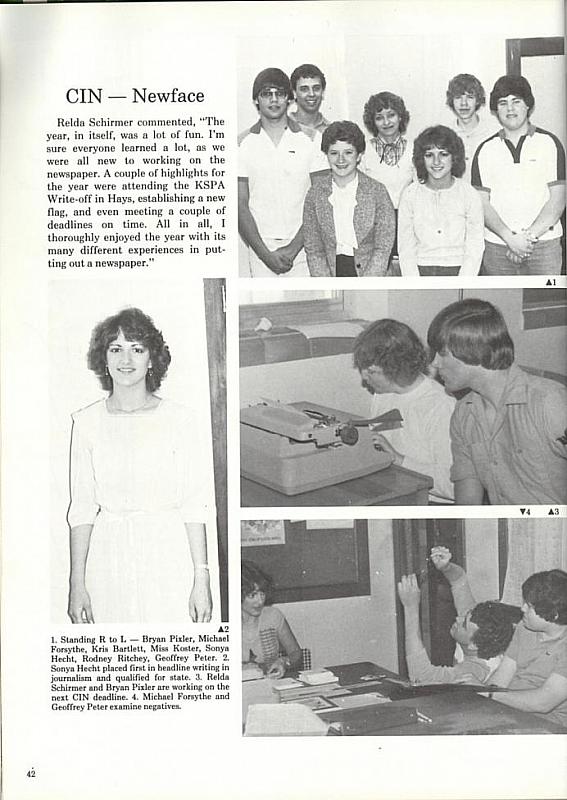 CIN — Newface
Relda Schirmer commented, "The
year, in itself, was a lot of fun. I'm
sure everyone learned a lot, as we
were all new to working on the
newspaper. A couple of highlights for
the year were attending the KSPA
Write-off in Hays, establishing a new
flag, and even meeting a couple of
deadlines on time. All in all, I
thoroughly enjoyed the year with its
many different experiences in put-
ting out a newspaper."
▲1
▼4 ▲3
▲2
1. Standing R to L — Bryan Pixler, Michael
Forsythe, Kris Bartlett, Miss Koster, Sonya
Hecht, Rodney Ritchey, Geoffrey Peter. 2.
Sonya Hecht placed first in headline writing in
journalism and qualified for state. 3. Relda
Schirmer and Bryan Pixler are working on the
next CIN deadline. 4. Michael Forsythe and
Geoffrey Peter examine negatives.
42